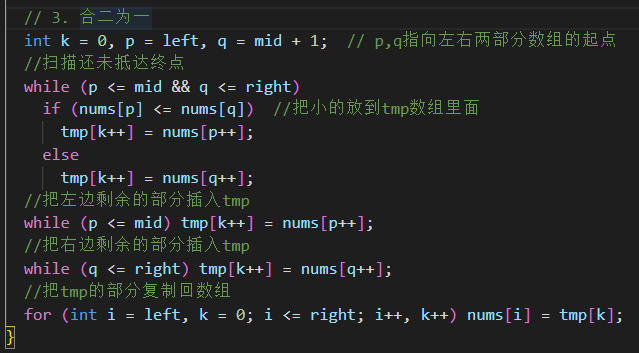 // 3. 合二为一
int k = 0, p = left, q = mid + 1;  // p,q指向左右两部分数组的起点
//扫描还未抵达终点
while (p <= mid && q <= right)
  if (nums[p] <= nums[q])  //把小的放到tmp数组里面
    tmp[k++] = nums[p++];
  else
    tmp[k++] = nums[q++];
//把左边剩余的部分插入tmp
while (p <= mid) tmp[k++] = nums[p++];
//把右边剩余的部分插入tmp
while (q <= right) tmp[k++] = nums[q++];
//把tmp的部分复制回数组
for (int i = left, k = 0; i <= right; i++, k++) nums[i] = tmp[k];
}